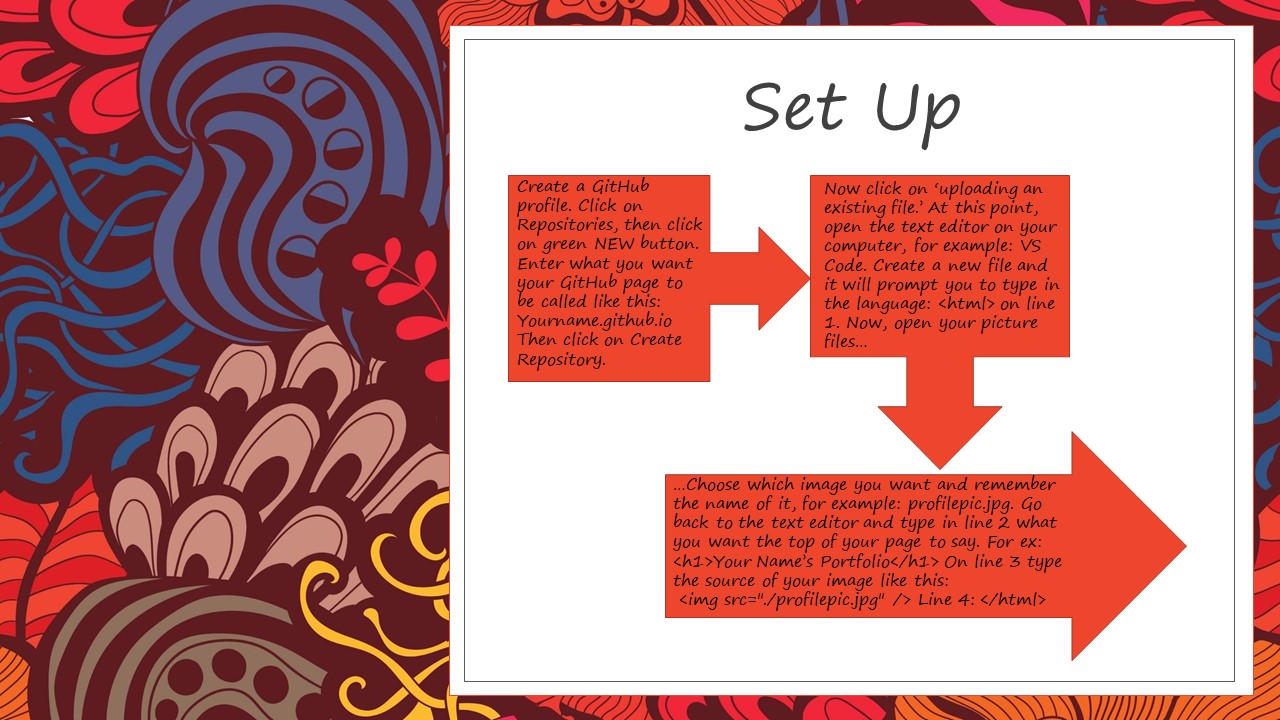 Set Up
Create a GitHub
profile. Click on
Repositories, then click
on green NEW button.
Enter what you want
your GitHub page to
be called like this:
Yourname.github.io
Then click on Create
Repository.
Now click on ‘uploading an
existing file.’ At this point,
open the text editor on your
computer, for example: VS
Code. Create a new file and
it will prompt you to type in
the language: <html> on line
1. Now, open your picture
files…
…Choose which image you want and remember
the name of it, for example: profilepic.jpg. Go
back to the text editor and type in line 2 what
you want the top of your page to say. For ex:
<h1>Your Name’s Portfolio</h1> On line 3 type
the source of your image like this:
<img src="./profilepic.jpg" /> Line 4: </html>